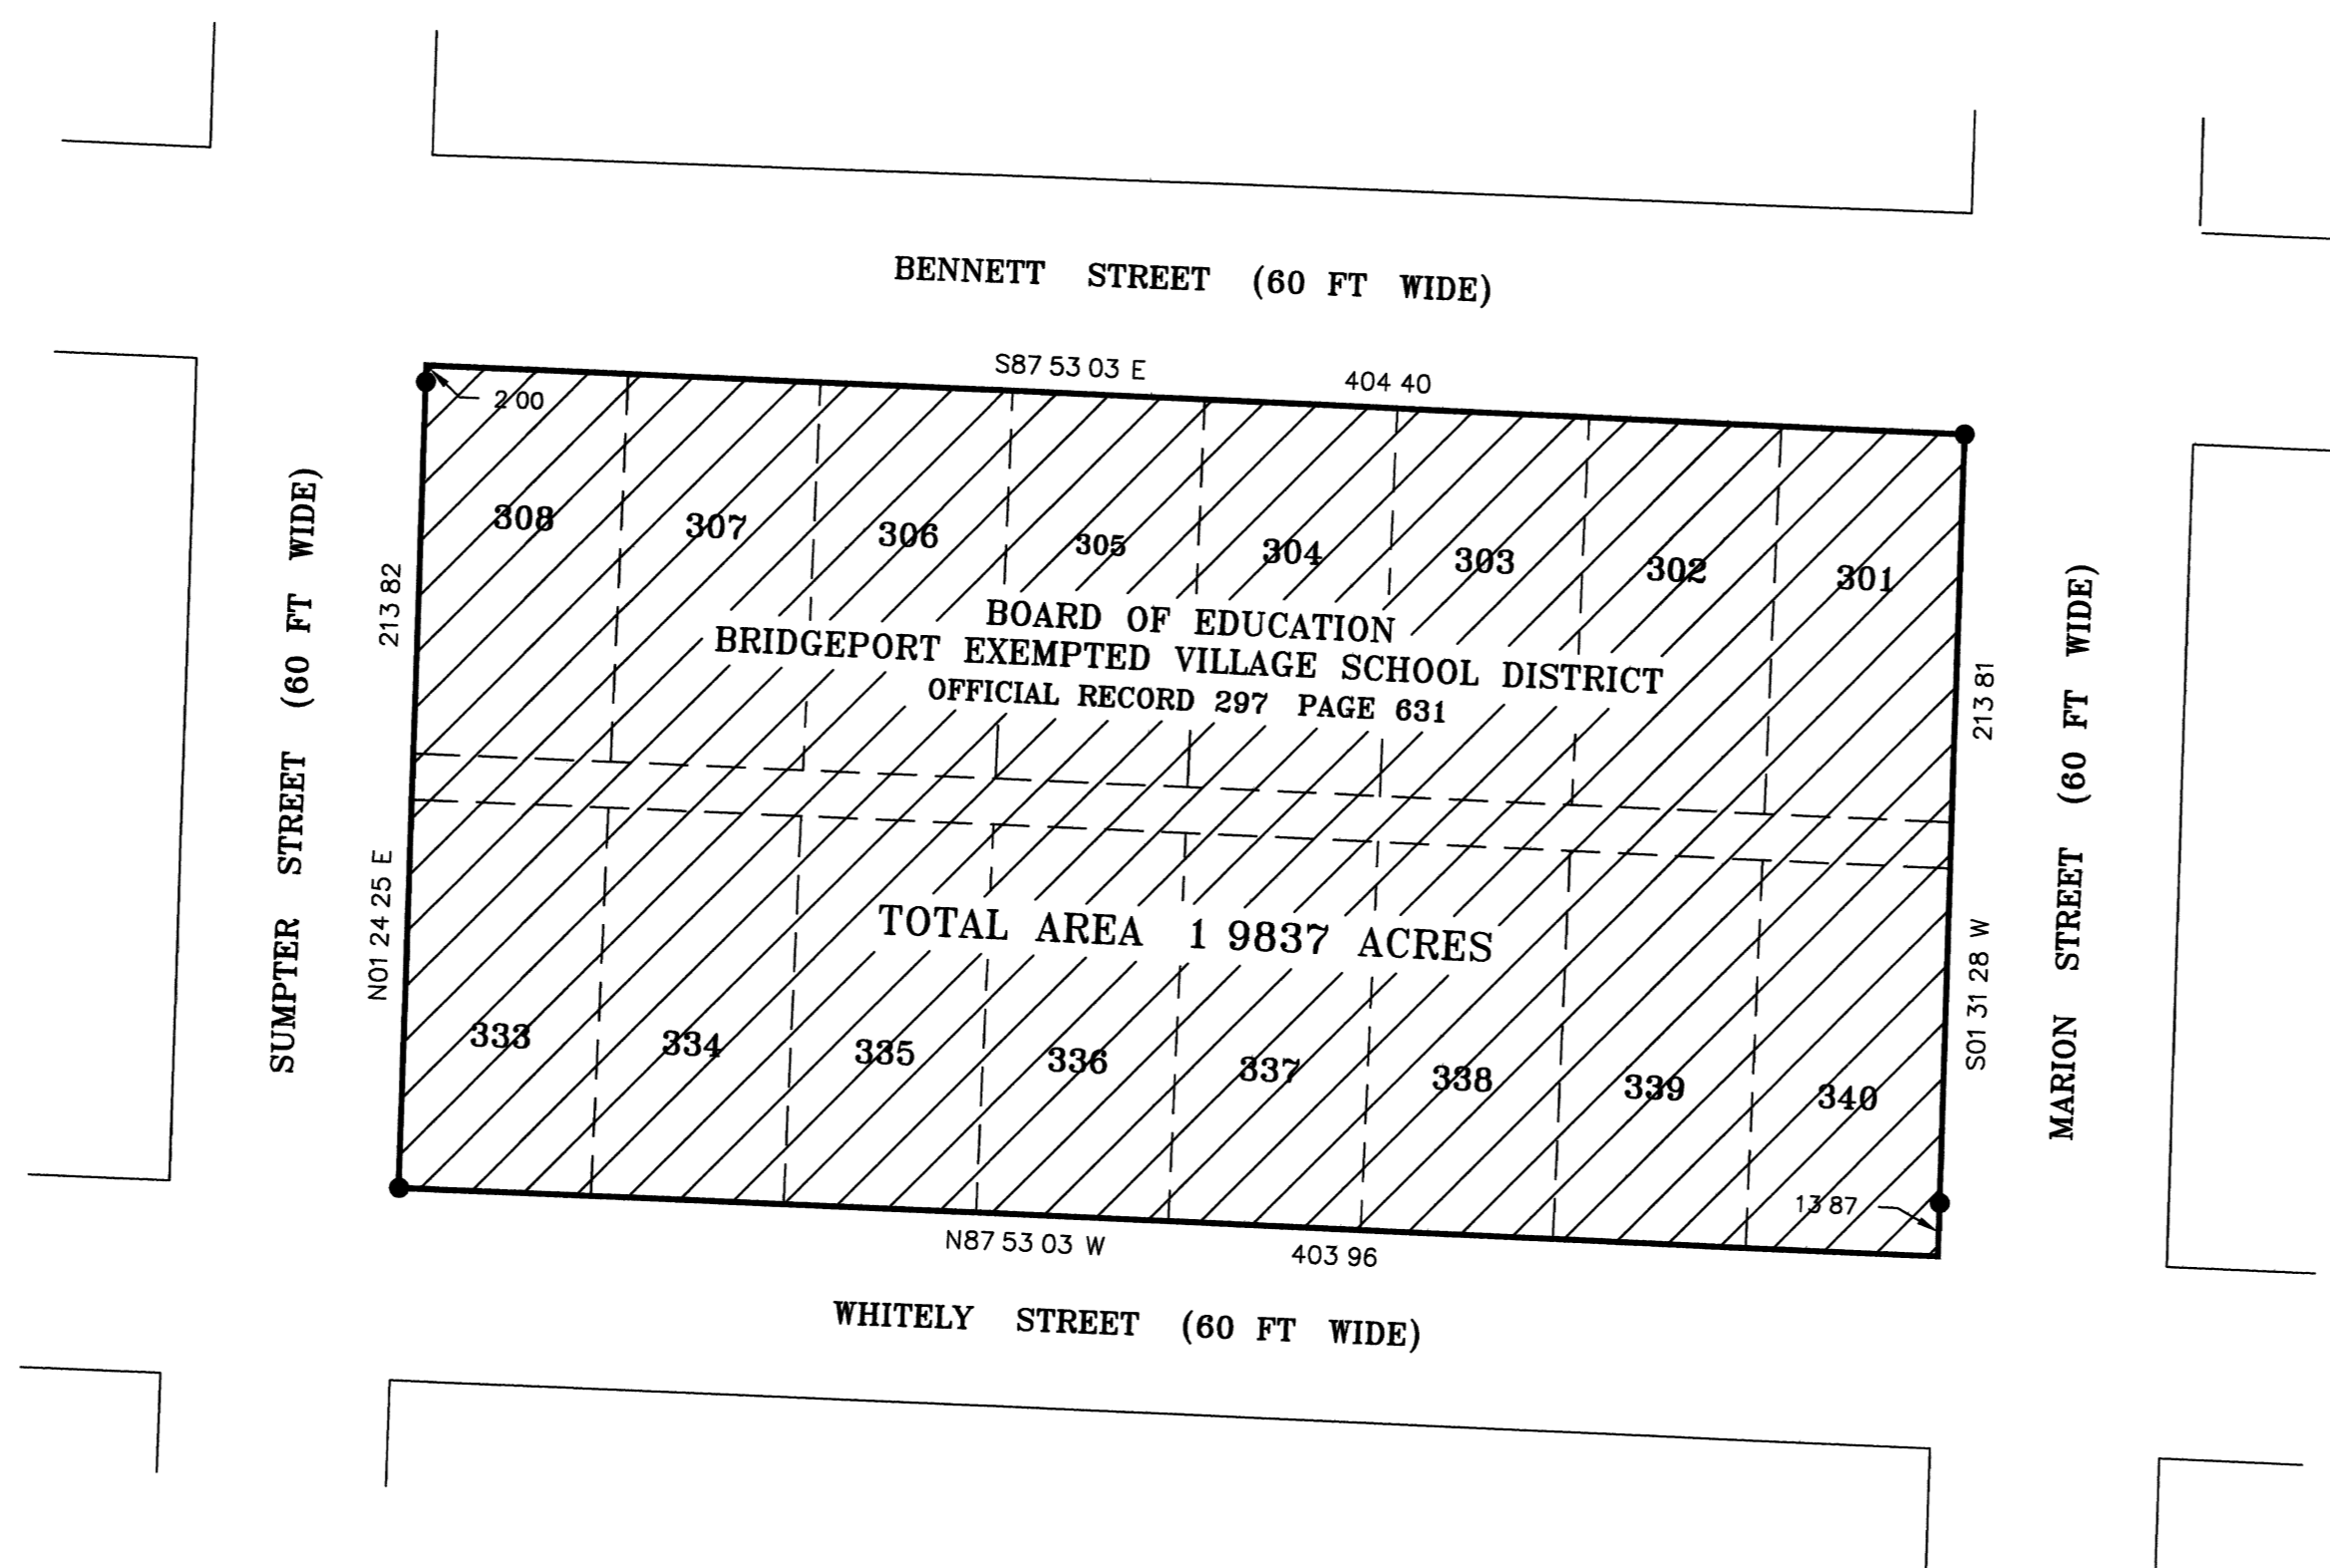 BENNETT STREET (60 FT WIDE)
S87 53 03 E 404 40
2 00
308 307 306 305 304 303 302 301
SUMPTER STREET (60 FT WIDE)
N01 24 25 E 213 82
BOARD OF EDUCATION
BRIDGEPORT EXEMPTED VILLAGE SCHOOL DISTRICT
OFFICIAL RECORD 297 PAGE 631
S01 31 28 W 213 81
MARION STREET (60 FT WIDE)
TOTAL AREA 1 9837 ACRES
333 334 335 336 337 338 339 340
13 87
N87 53 03 W 403 96
WHITELY STREET (60 FT WIDE)